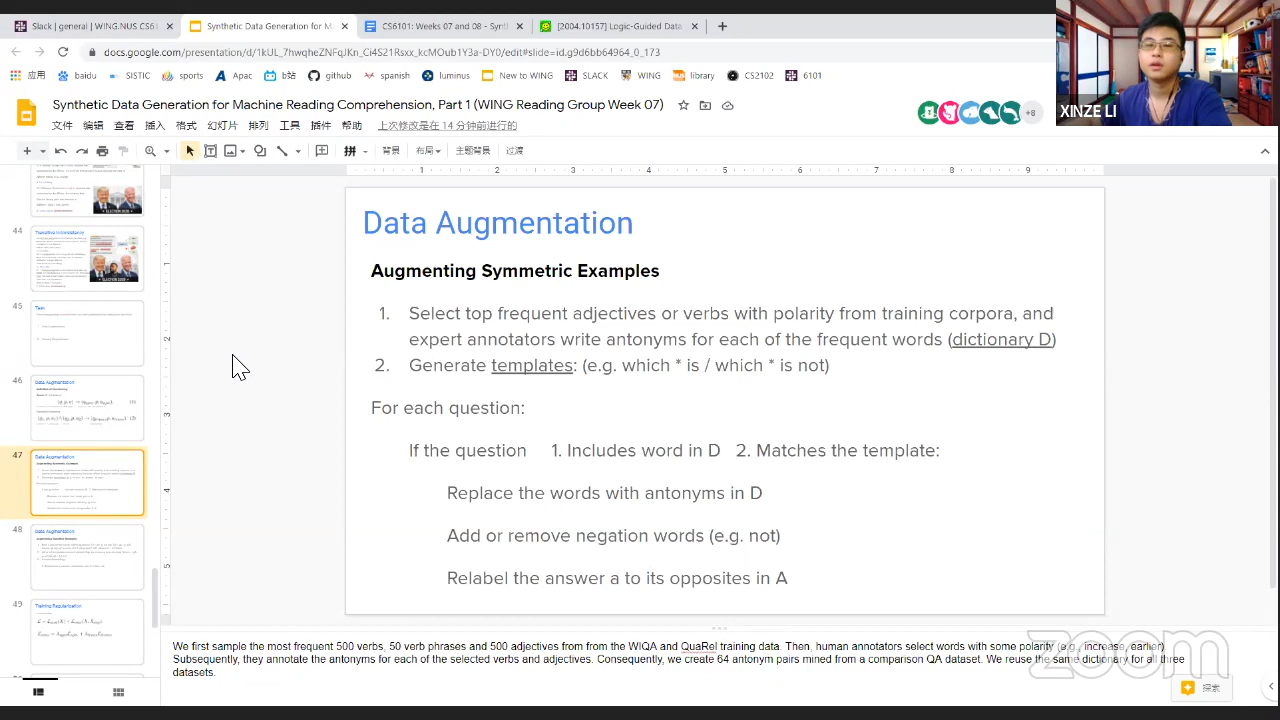 Slack | general | WING.NUS CS6
Synthetic Data Generation for M
CS6101: Weeks 07 and 08 - Synt
[2004.10157] Logic-Guided Data
docs.google.com/presentation/d/
应用 baidu SISTIC sports Apac b站 github spanish luminus New to WING SLACK WING library CS2102 6101
Synthetic Data Generation for Machine Reading Comprehension, Part 1 (WING Reading Group Week 07)
文件 编辑 查看 插入 格式 幻灯片 排列 工具 插件 帮助 上次修改是在 14 分钟前进行的
+8
XINZE LI
背景 布局 主题背景 过渡
Data Augmentation
Augmenting Symmetric Examples
1. Select top frequent adjectives or verbs with polarity from training corpora, and
expert annotators write antonyms for each of the frequent words (dictionary D)
2. Generate templates: (e.g. which * is / which * is not)
For each question :
If the question 1. Includes word in D 2. Matches the template:
Replace the words with antonyms in D
Add or remove negation words (e.g. not)
Relabel the answer a to its opposites in A
44
Transitive Inconsistency
45
46
Data Augmentation
47
Data Augmentation
48
Data Augmentation
49
Training Regularization
We first sample the most frequent 500 verbs, 50 verb phrases and 500 adjectives from from the WIQA and QuaRel training data. Then, human annotators select words with some polarity (e.g., increase, earlier)
Subsequently, they annotate the antonyms for each of the selected verbs and adjectives. Consequently, we create 64 antonym pairs mined from a comparison QA dataset. We reuse the same dictionary for all three
datasets.
zoom
探索